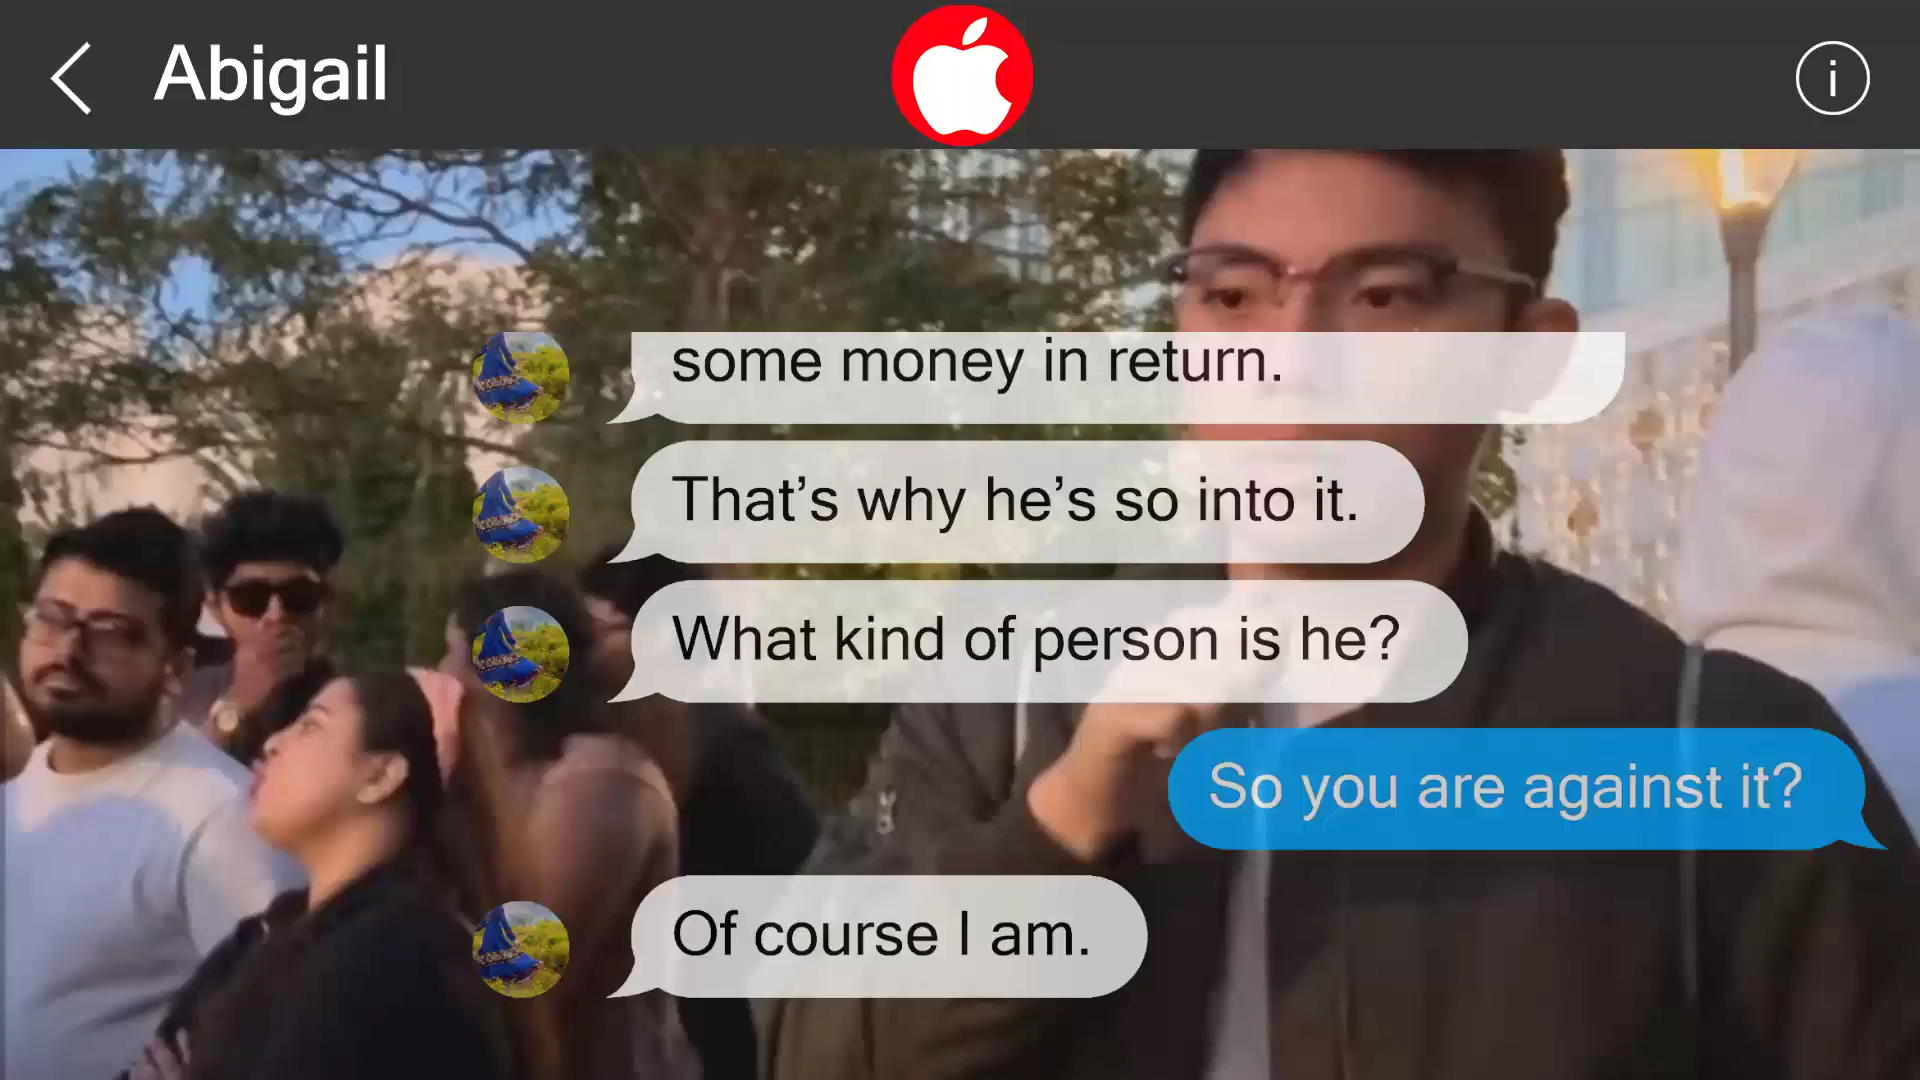 Abigail
some money in return.
That’s why he’s so into it.
What kind of person is he?
So you are against it?
Of course I am.